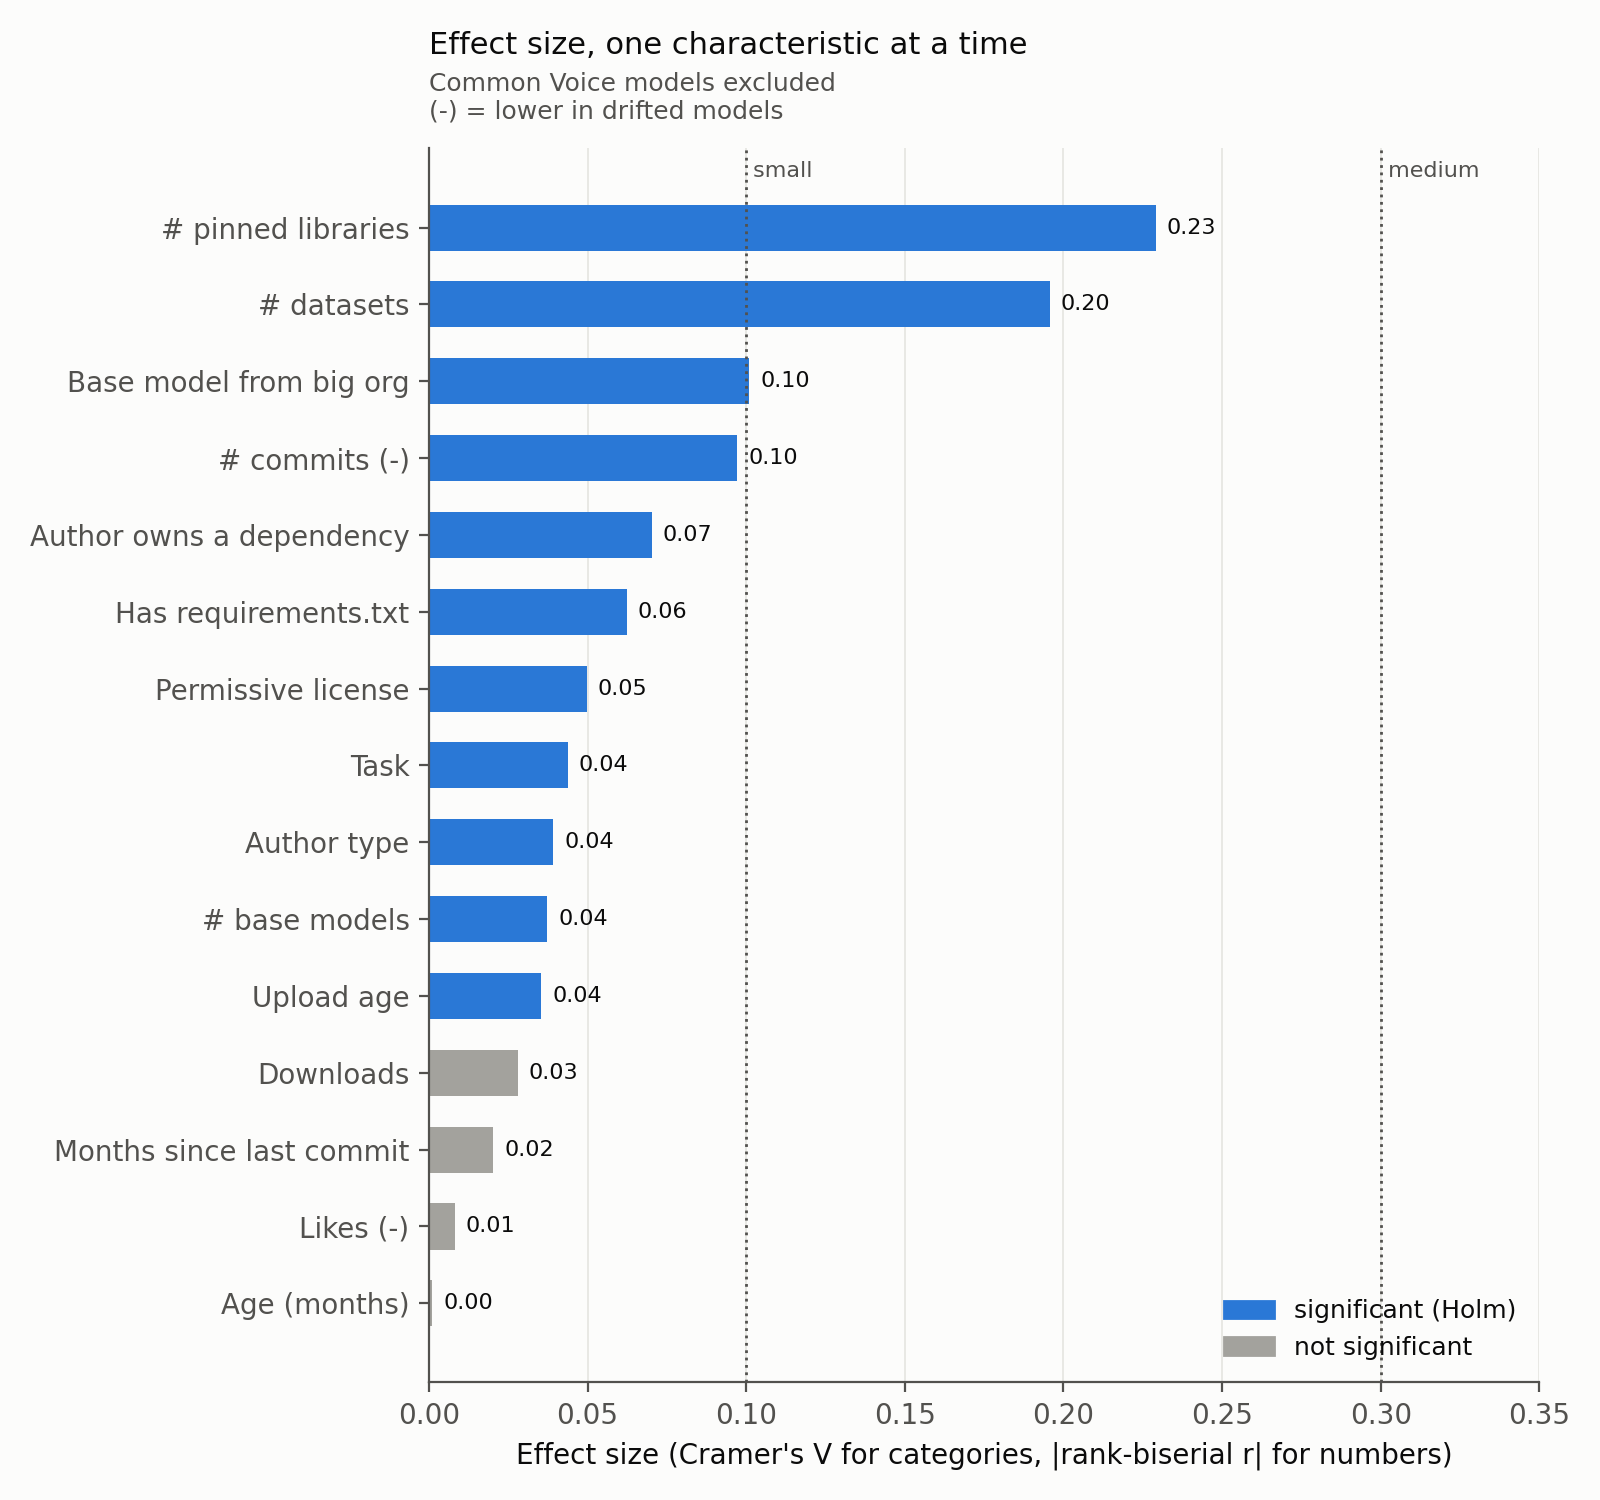 Effect size, one characteristic at a time
Common Voice models excluded
(-) = lower in drifted models
small
medium
# pinned libraries
0.23
# datasets
0.20
Base model from big org
0.10
# commits (-)
0.10
Author owns a dependency
0.07
Has requirements.txt
0.06
Permissive license
0.05
Task
0.04
Author type
0.04
# base models
0.04
Upload age
0.04
Downloads
0.03
Months since last commit
0.02
Likes (-)
0.01
Age (months)
0.00
significant (Holm)
not significant
0.00 0.05 0.10 0.15 0.20 0.25 0.30 0.35
Effect size (Cramer's V for categories, |rank-biserial r| for numbers)